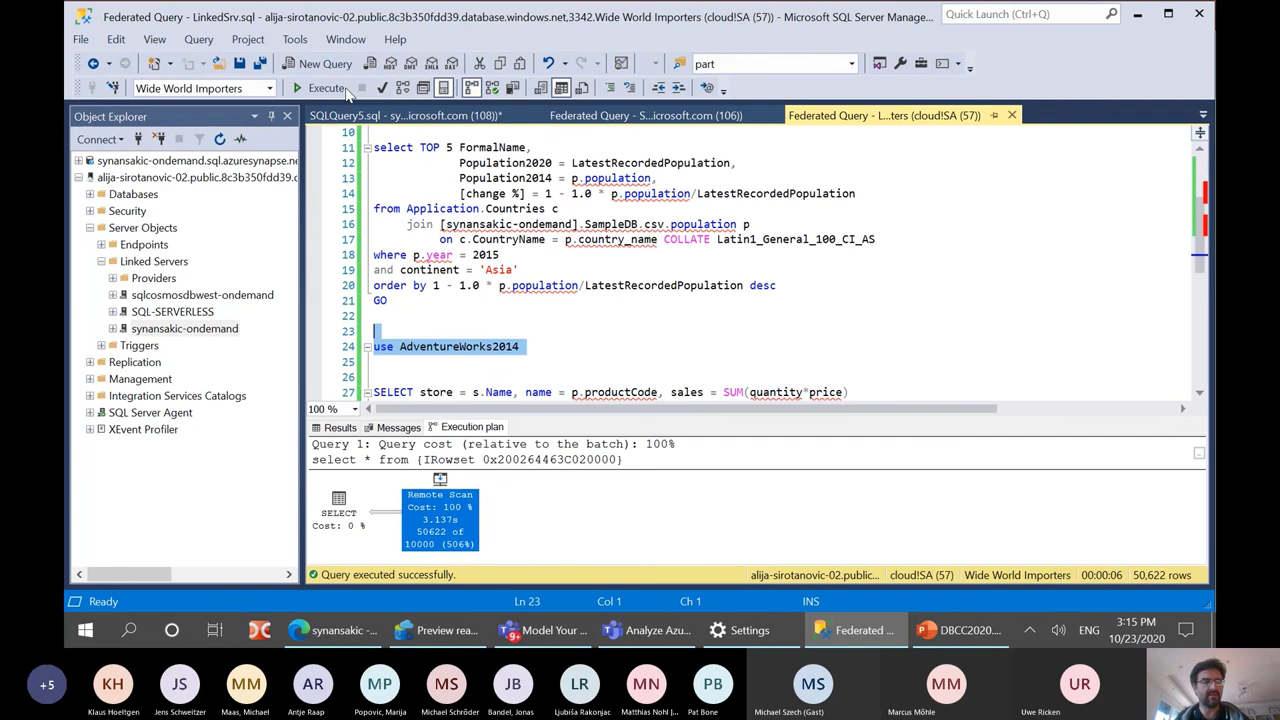 Federated Query - LinkedSrv.sql - alija-sirotanovic-02.public.8c3b350fdd39.database.windows.net,3342.Wide World Importers (cloud!SA (57)) - Microsoft SQL Server Manage...
Quick Launch (Ctrl+Q)
File Edit View Query Project Tools Window Help
New Query
part
Wide World Importers
Execute
Object Explorer
SQLQuery5.sql - sy...icrosoft.com (108))*
Federated Query - S...icrosoft.com (106))
Federated Query - L...ters (cloud!SA (57))
Connect
synansakic-ondemand.sql.azuresynapse.ne
alija-sirotanovic-02.public.8c3b350fdd39.c
Databases
Security
Server Objects
Endpoints
Linked Servers
Providers
sqlcosmosdbwest-ondemand
SQL-SERVERLESS
synansakic-ondemand
Triggers
Replication
Management
Integration Services Catalogs
SQL Server Agent
XEvent Profiler
10
11 select TOP 5 FormalName,
12 Population2020 = LatestRecordedPopulation,
13 Population2014 = p.population,
14 [change %] = 1 - 1.0 * p.population/LatestRecordedPopulation
15 from Application.Countries c
16 join [synansakic-ondemand].SampleDB.csv.population p
17 on c.CountryName = p.country_name COLLATE Latin1_General_100_CI_AS
18 where p.year = 2015
19 and continent = 'Asia'
20 order by 1 - 1.0 * p.population/LatestRecordedPopulation desc
21 GO
22
23
24 use AdventureWorks2014
25
26
27 SELECT store = s.Name, name = p.productCode, sales = SUM(quantity*price)
100 %
Results Messages Execution plan
Query 1: Query cost (relative to the batch): 100%
select * from {IRowset 0x200264463C020000}
SELECT
Cost: 0 %
Remote Scan
Cost: 100 %
3.137s
50622 of
10000 (506%)
Query executed successfully.
alija-sirotanovic-02.public... cloud!SA (57) Wide World Importers 00:00:06 50,622 rows
Ready
Ln 23
Col 1
Ch 1
INS
synansakic -...
Preview rea...
9+
Model Your ...
Analyze Azu...
Settings
Federated ...
DBCC2020....
ENG
3:15 PM
10/23/2020
+5
KH
JS
MM
AR
MP
MS
JB
LR
MN
PB
MS
MM
UR
Klaus Hoeltgen
Jens Schweitzer
Maas, Michael
Antje Raap
Popovic, Marija
Michael Schröder
Bandel, Jonas
Ljubiša Rakonjac
Matthias Nohl J...
Pat Bone
Michael Szech (Gast)
Marcus Möhle
Uwe Ricken